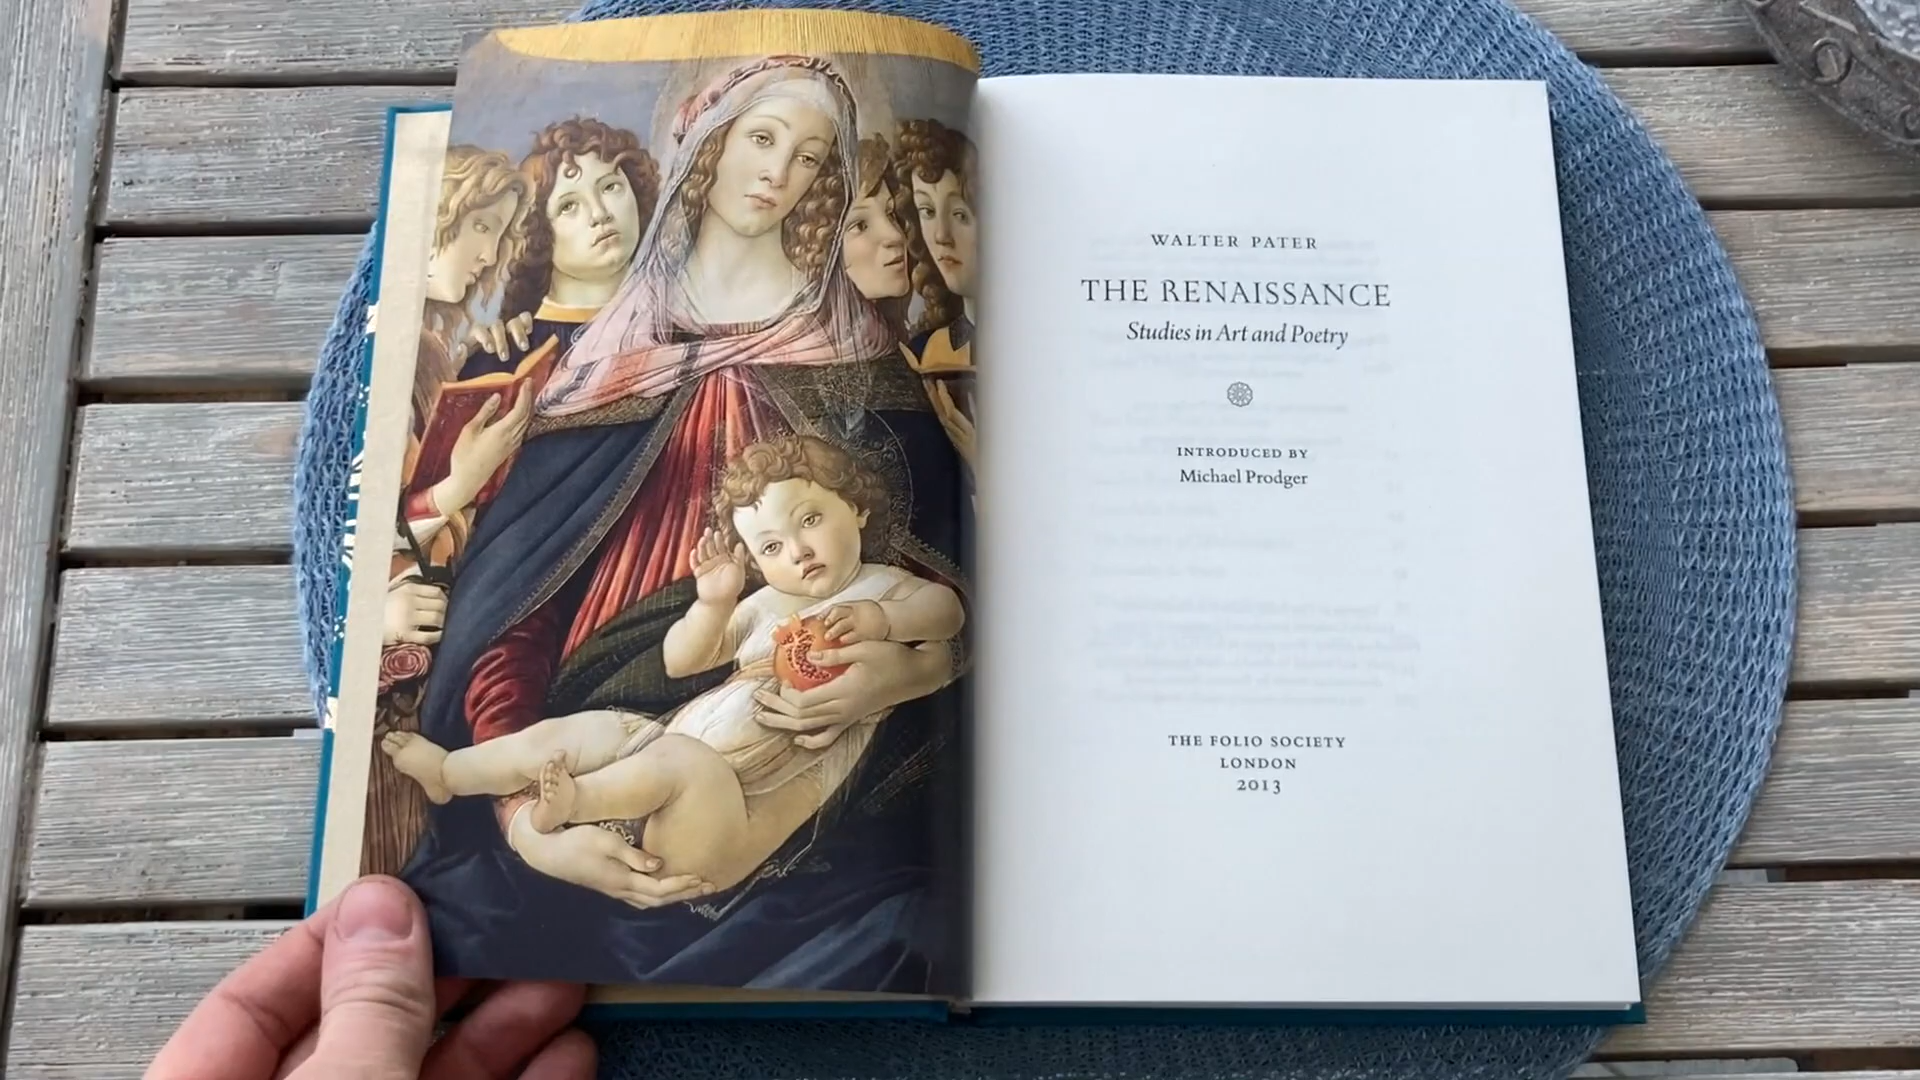 WALTER PATER
THE RENAISSANCE
Studies in Art and Poetry
INTRODUCED BY
Michael Prodger
THE FOLIO SOCIETY
LONDON
2013